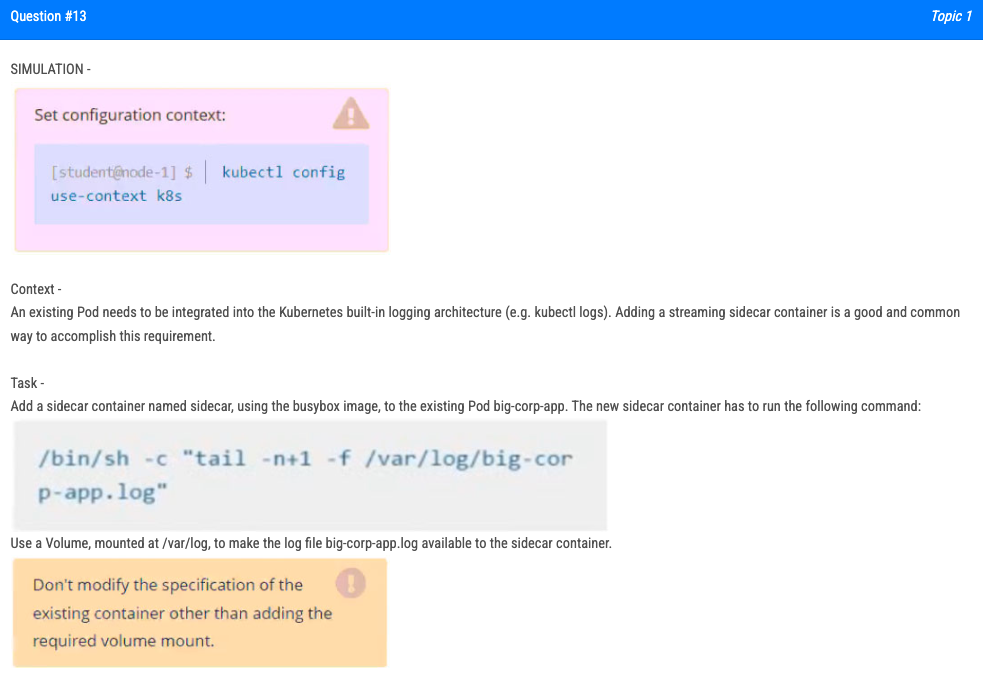 Question #13
Topic 1
SIMULATION -
Set configuration context:
[student@node-1] $ | kubectl config
use-context k8s
Context -
An existing Pod needs to be integrated into the Kubernetes built-in logging architecture (e.g. kubectl logs). Adding a streaming sidecar container is a good and common
way to accomplish this requirement.
Task -
Add a sidecar container named sidecar, using the busybox image, to the existing Pod big-corp-app. The new sidecar container has to run the following command:
/bin/sh -c "tail -n+1 -f /var/log/big-cor
p-app.log"
Use a Volume, mounted at /var/log, to make the log file big-corp-app.log available to the sidecar container.
Don't modify the specification of the
existing container other than adding the
required volume mount.